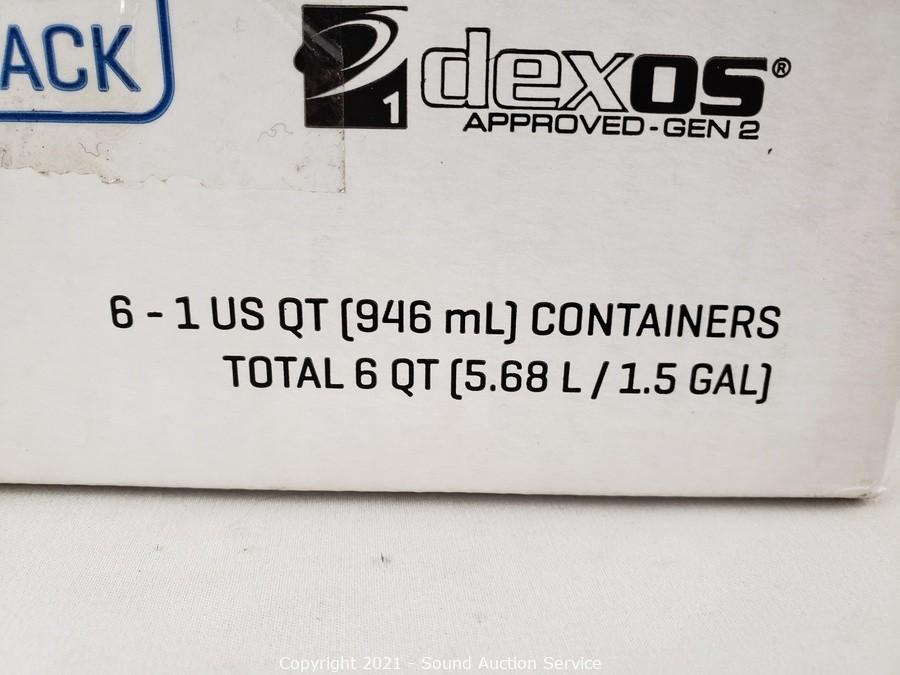 ACK
1
dexos®
APPROVED-GEN 2
6 - 1 US QT (946 mL) CONTAINERS
TOTAL 6 QT (5.68 L / 1.5 GAL)
Copyright 2021 - Sound Auction Service